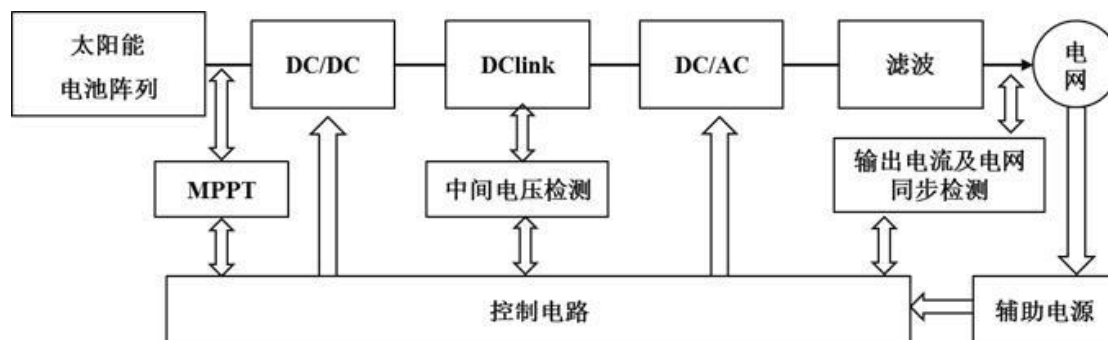 太阳能
电池阵列
DC/DC
DClink
DC/AC
滤波
电
网
MPPT
中间电压检测
输出电流及电网
同步检测
控制电路
辅助电源